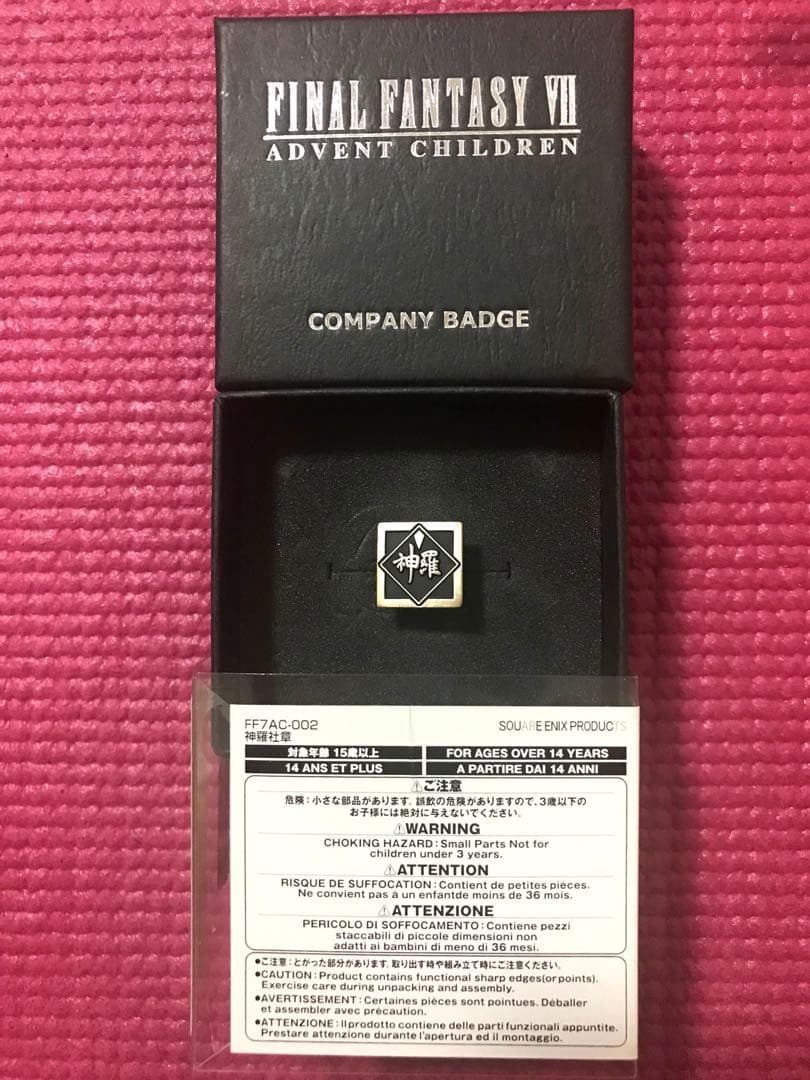 FINAL FANTASY VII
ADVENT CHILDREN
COMPANY BADGE
神羅
FF7AC-002
SQUARE ENIX PRODUCTS
神羅社章
対象年齢 15歳以上
FOR AGES OVER 14 YEARS
14 ANS ET PLUS
A PARTIRE DAI 14 ANNI
⚠ご注意
危険：小さな部品があります。誤飲の危険がありますので、3歳以下の
お子様には絶対に与えないでください。
⚠WARNING
CHOKING HAZARD：Small Parts Not for
children under 3 years.
⚠ATTENTION
RISQUE DE SUFFOCATION：Contient de petites pièces.
Ne convient pas à un enfantde moins de 36 mois.
⚠ATTENZIONE
PERICOLO DI SOFFOCAMENTO：Contiene pezzi
staccabili di piccole dimensioni non
adatti ai bambini di meno di 36 mesi.
●ご注意：とがった部分があります。取り出す時や組み立て時にご注意ください。
●CAUTION：Product contains functional sharp edges(orpoints).
Exercise care during unpacking and assembly.
●AVERTISSEMENT：Certaines pièces sont pointues. Déballer
et assembler avec précaution.
●ATTENZIONE：Ilprodotto contiene delle parti funzionali appuntite.
Prestare attenzione durante l'apertura ed il montaggio.